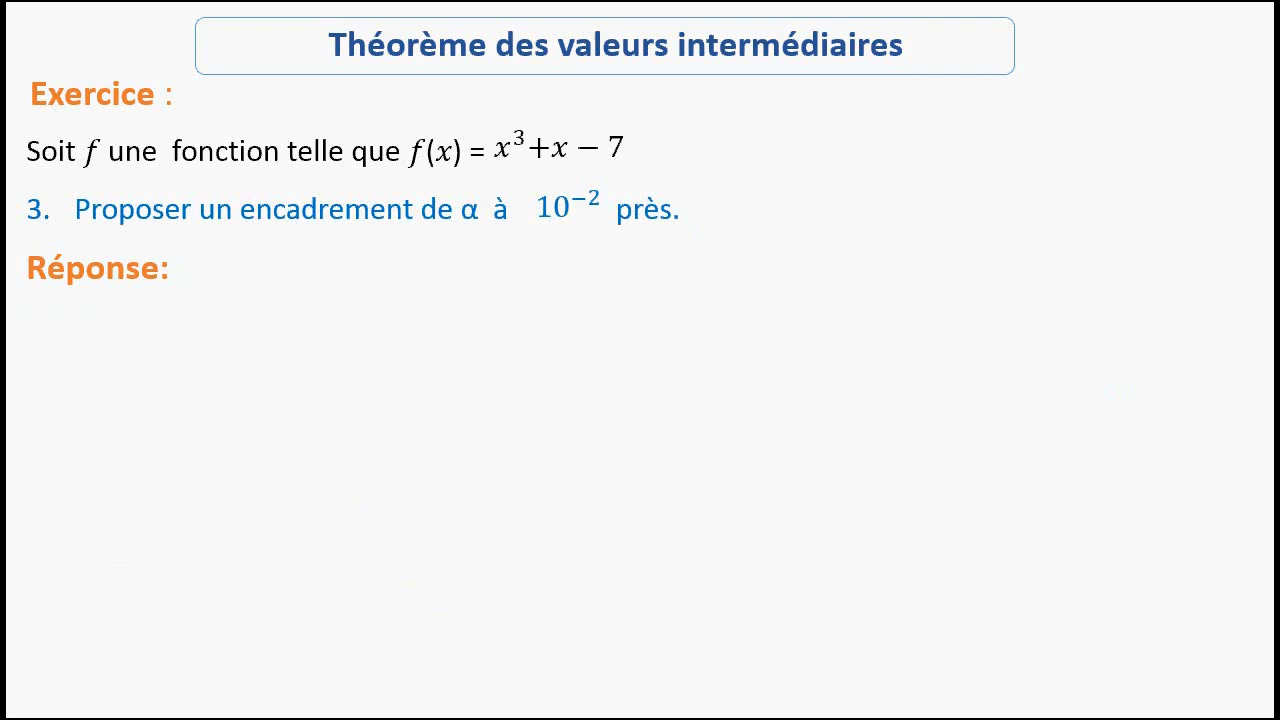 Théorème des valeurs intermédiaires
Exercice :
Soit f une fonction telle que f(x) = x³+x − 7
3. Proposer un encadrement de α à 10⁻² près.
Réponse: